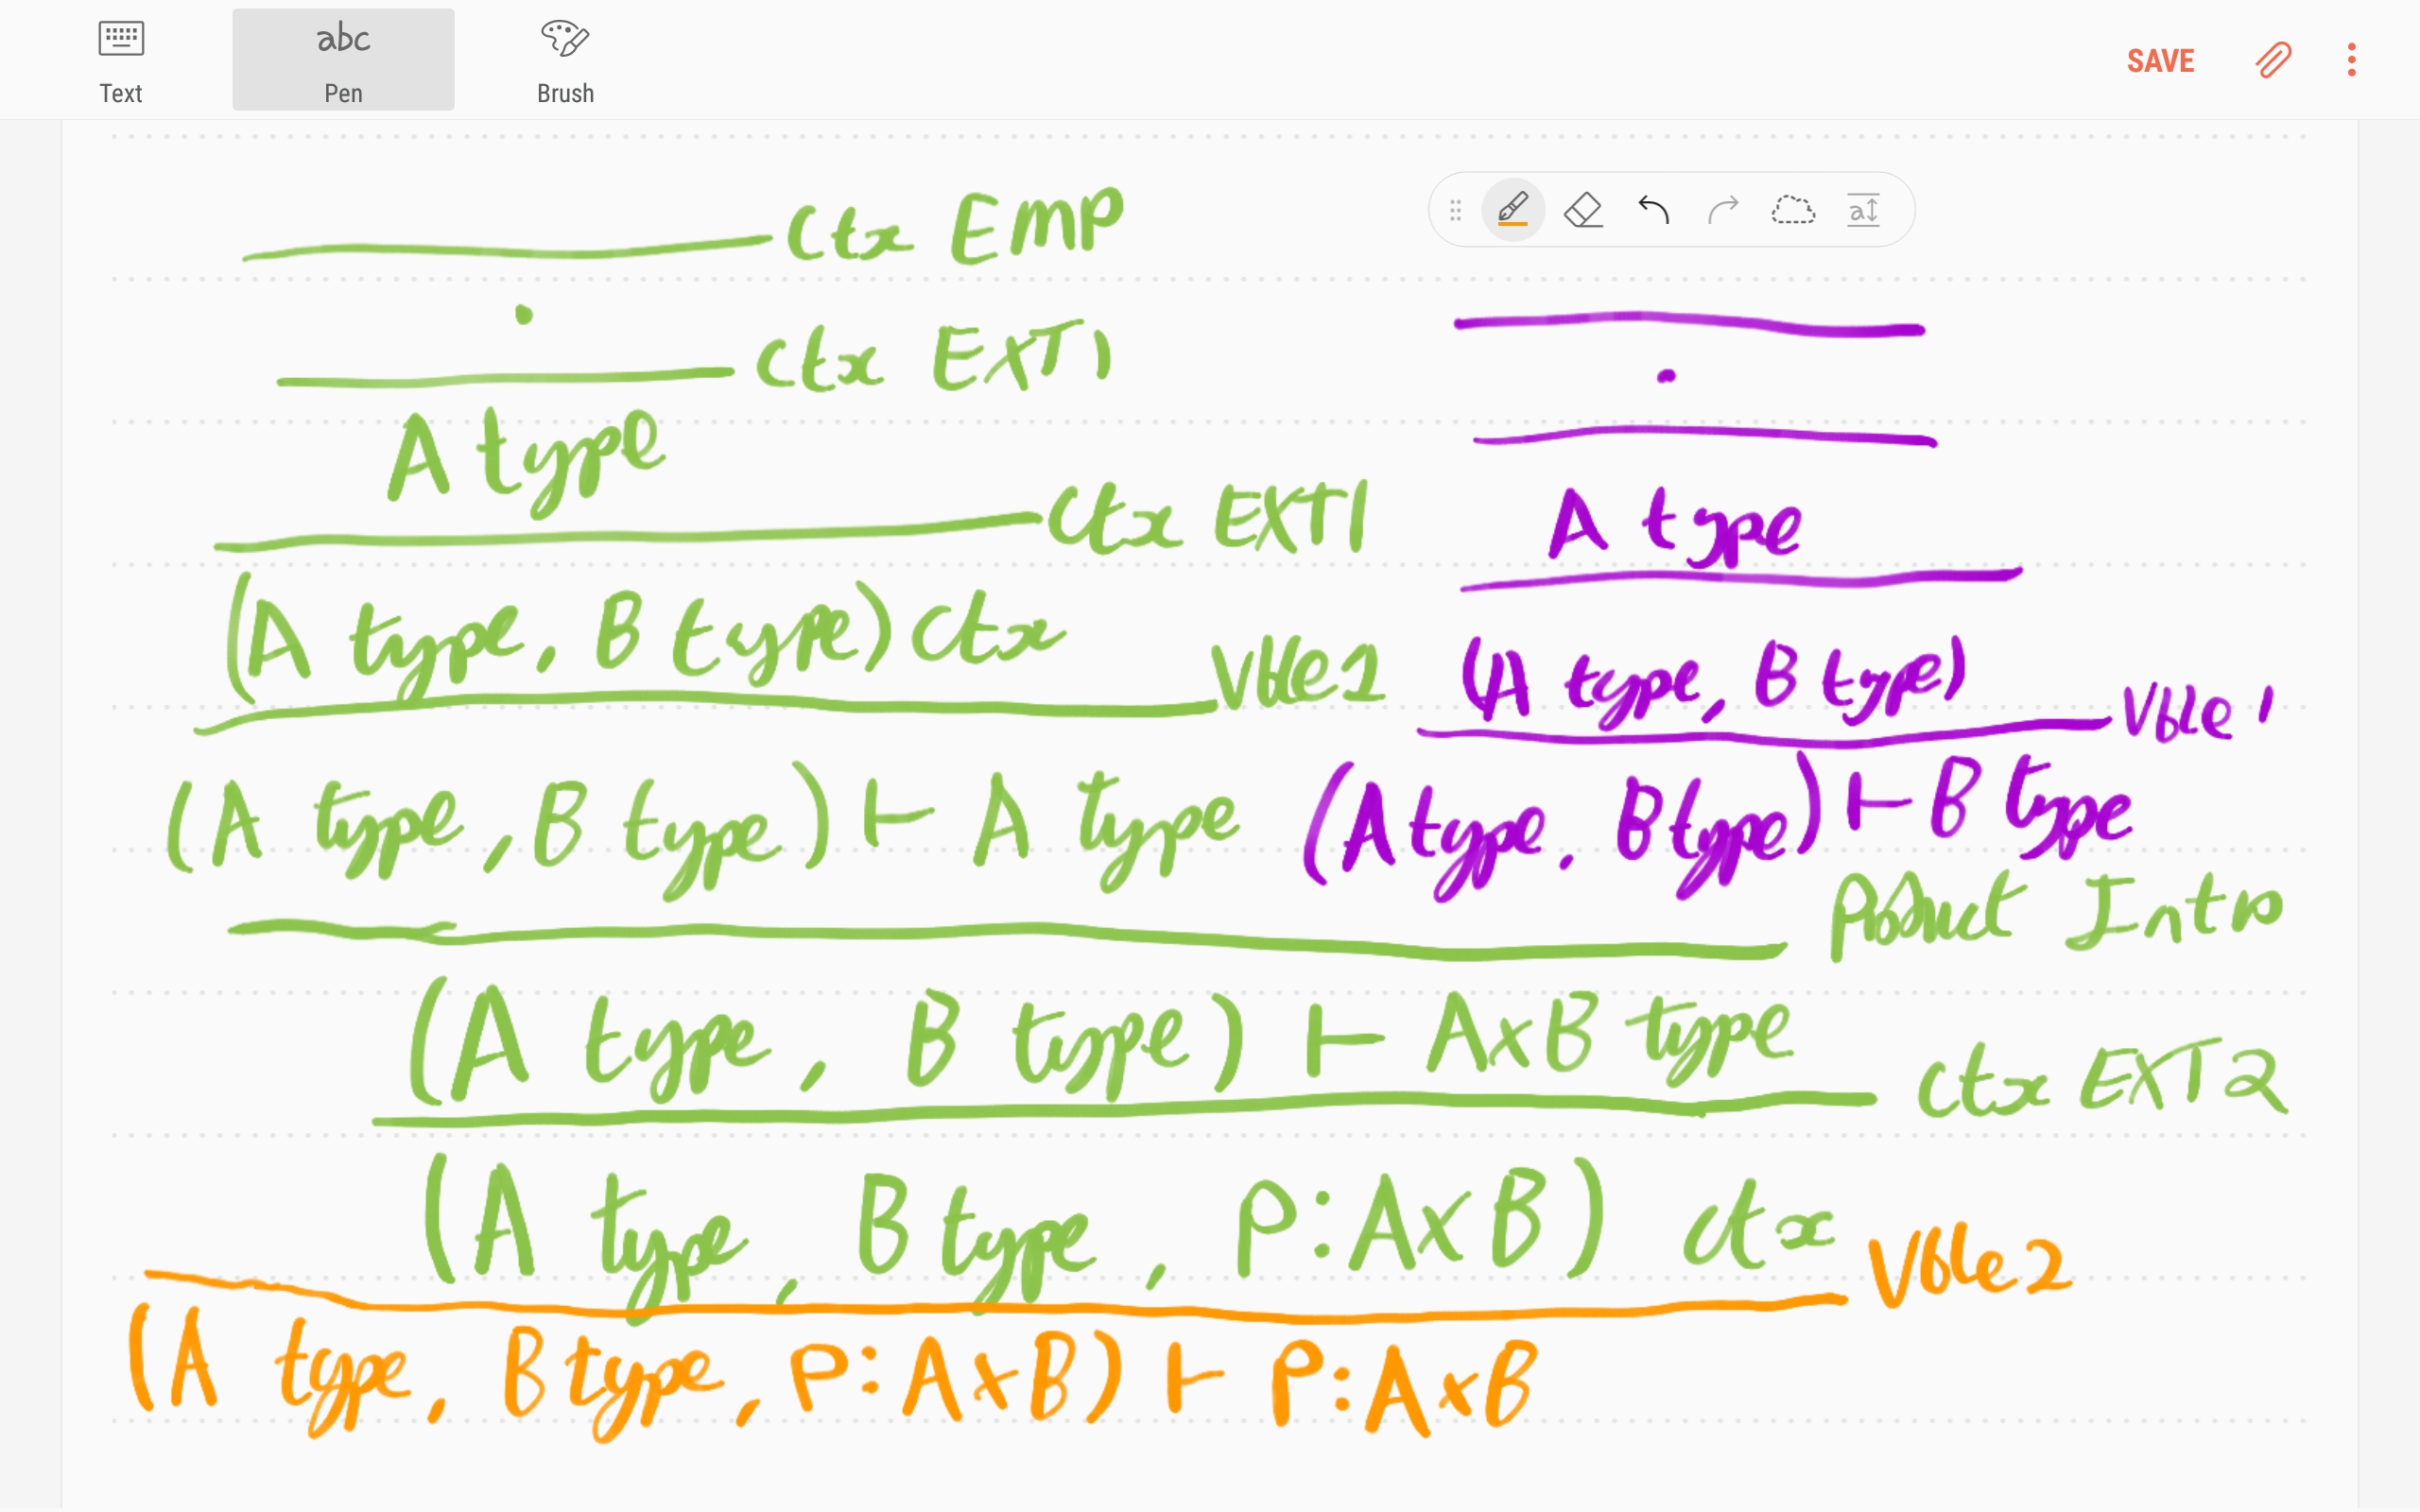 Text
abc
Pen
Brush
SAVE
a
Ctx EMP
.
Ctx EXT1
.
A type
Ctx EXT1
A type
(A type, B type) Ctx
Vble2
(A type, B type)
Vble1
(A type, B type) ⊢ A type
(A type, B type) ⊢ B type
Product Intro
(A type, B type) ⊢ A×B type
Ctx EXT2
(A type, B type, P:A×B) ctx
Vble2
(A type, B type, P:A×B) ⊢ P:A×B